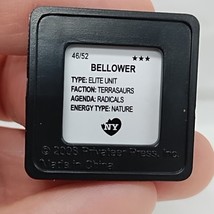 46/52 ★★★
BELLOWER
TYPE: ELITE UNIT
FACTION: TERRASAURS
AGENDA: RADICALS
ENERGY TYPE: NATURE
NY
© 2008 Privateer Press, Inc.
Made in China